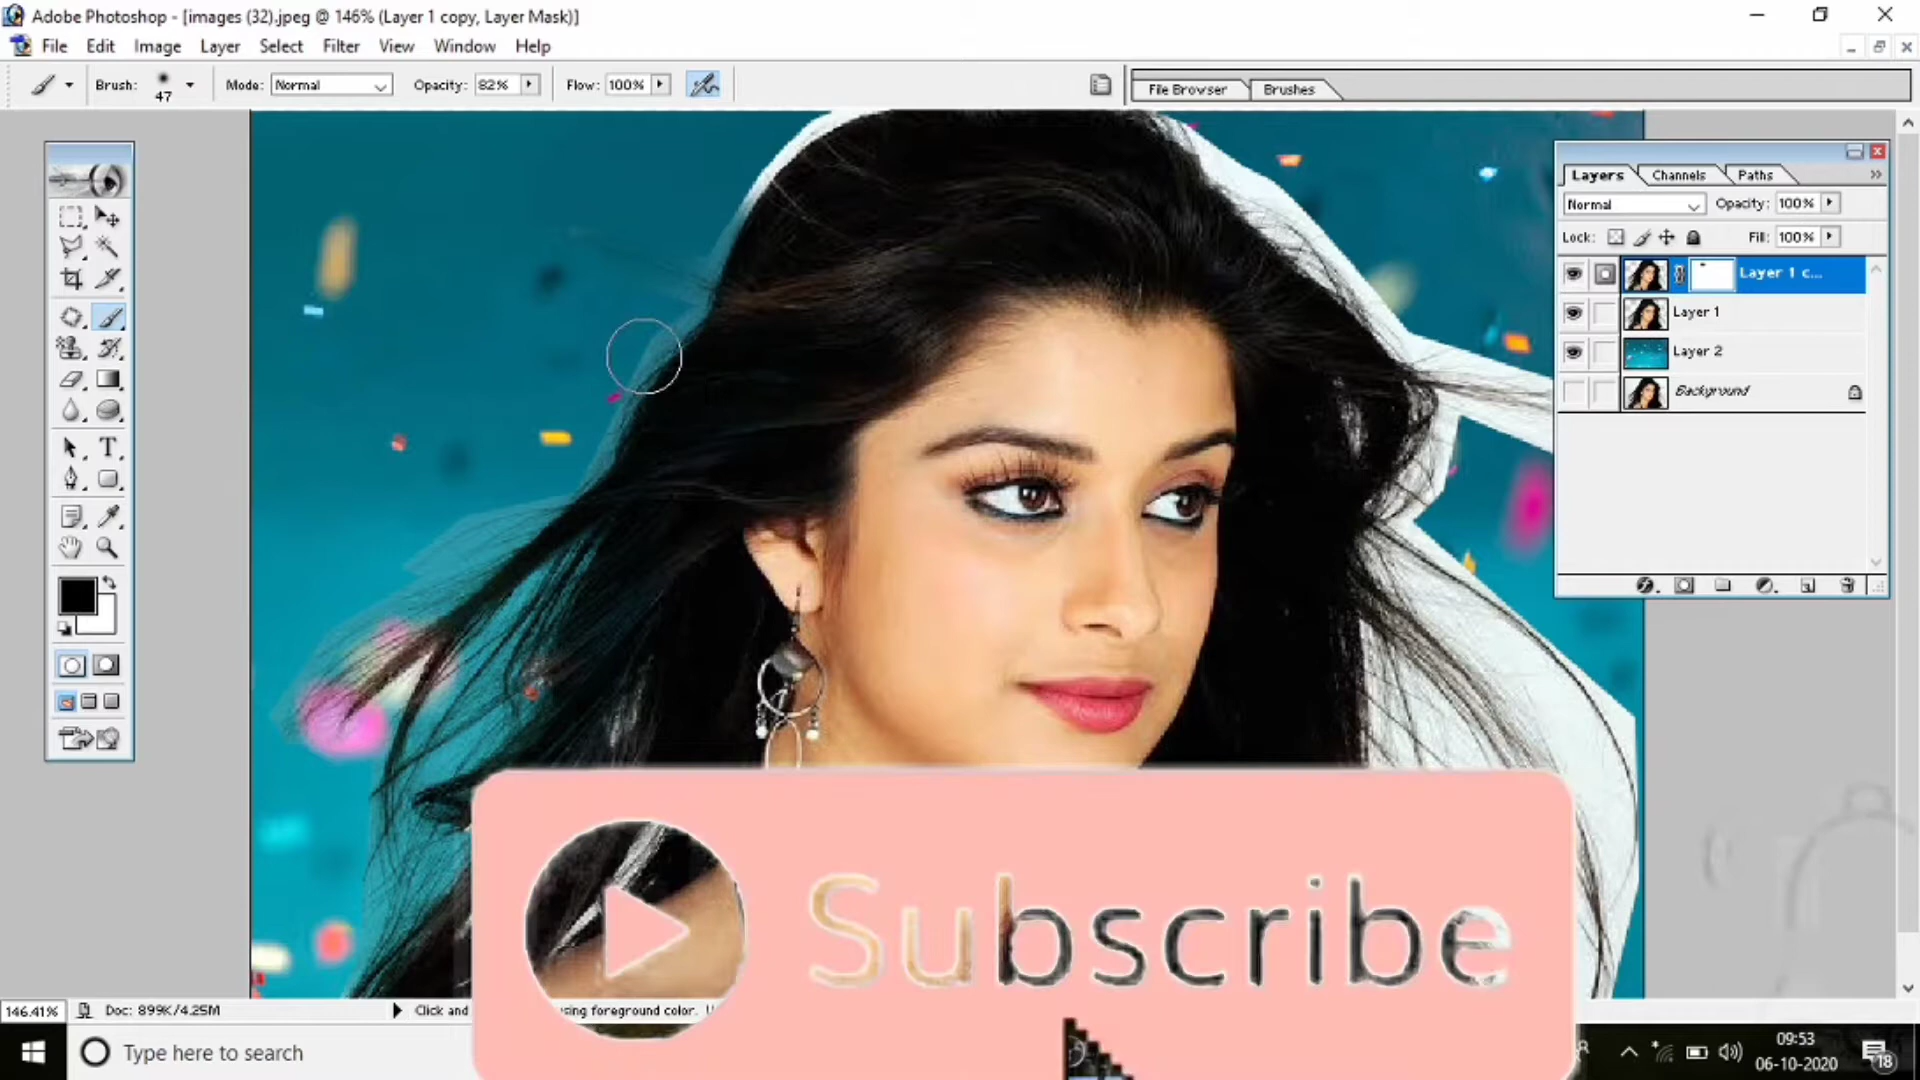 Adobe Photoshop - [images (32).jpeg @ 146% (Layer 1 copy, Layer Mask)]
File Edit Image Layer Select Filter View Window Help
Brush: 47 Mode: Normal Opacity: 82% Flow: 100% File Browser Brushes
Layers Channels Paths
Normal Opacity: 100%
Lock: Fill: 100%
Layer 1 c...
Layer 1
Layer 2
Background
T
Subscribe
146.41% Doc: 899K/4.25M Click and sing foreground color.
Type here to search
09:53
06-10-2020
18